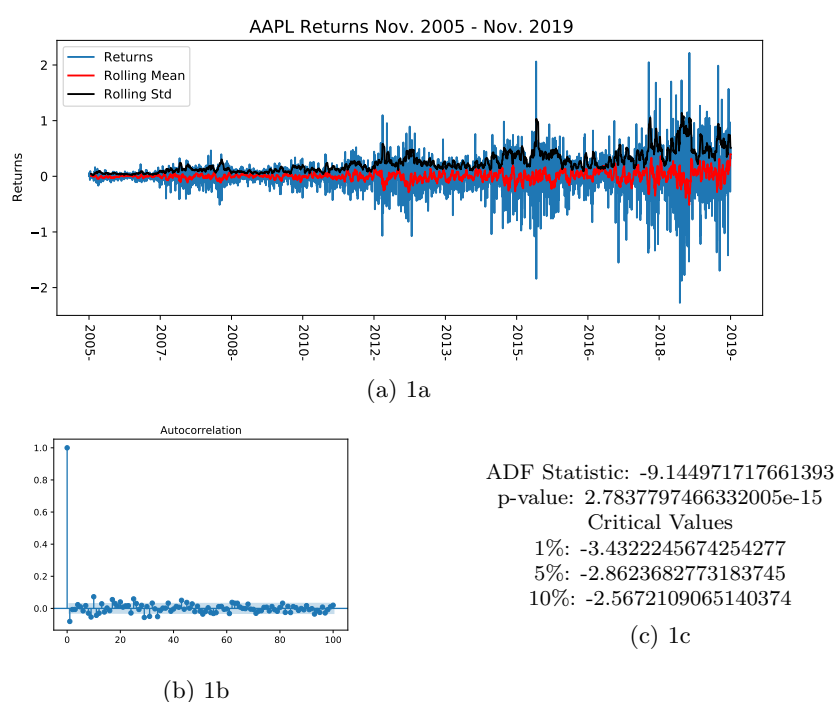 AAPL Returns Nov. 2005 - Nov. 2019
Returns
Rolling Mean
Rolling Std
Returns
2
1
0
−1
−2
2005-
2007-
2008-
2010-
2012-
2013-
2015-
2016-
2018-
2019-
(a) 1a
Autocorrelation
1.0
0.8
0.6
0.4
0.2
0.0
0 20 40 60 80 100
(b) 1b
ADF Statistic: -9.144971717661393
p-value: 2.7837797466332005e-15
Critical Values
1%: -3.4322245674254277
5%: -2.8623682773183745
10%: -2.5672109065140374
(c) 1c